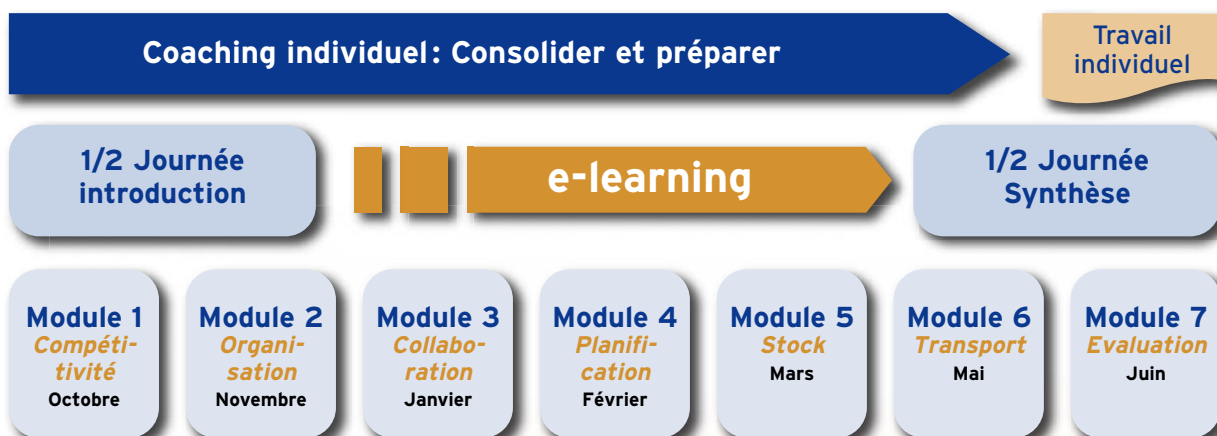 Coaching individuel: Consolider et préparer
Travail
individuel
1/2 Journée
introduction
e-learning
1/2 Journée
Synthèse
Module 1
Compéti-
tivité
Octobre
Module 2
Organi-
sation
Novembre
Module 3
Collabo-
ration
Janvier
Module 4
Planifi-
cation
Février
Module 5
Stock
Mars
Module 6
Transport
Mai
Module 7
Evaluation
Juin